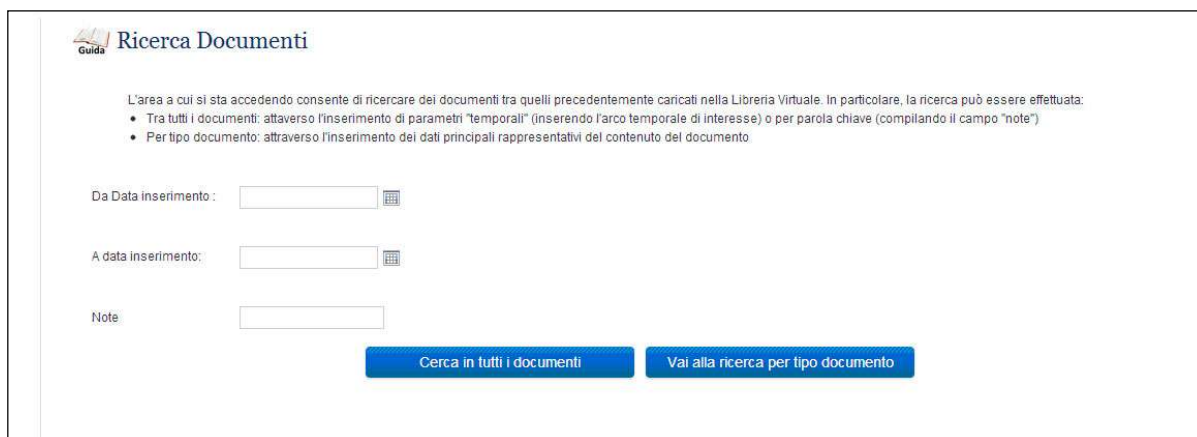 Guida Ricerca Documenti
L'area a cui si sta accedendo consente di ricercare dei documenti tra quelli precedentemente caricati nella Libreria Virtuale. In particolare, la ricerca può essere effettuata:
• Tra tutti i documenti: attaverso l'inserimento di parametri "temporali" (inserendo l'arco temporale di interesse) o per parola chiave (compilando il campo "note")
• Per tipo documento: attraverso l'inserimento dei dati principali rappresentativi del contenuto del documento
Da Data inserimento :
A data inserimento:
Note
Cerca in tutti i documenti Vai alla ricerca per tipo documento